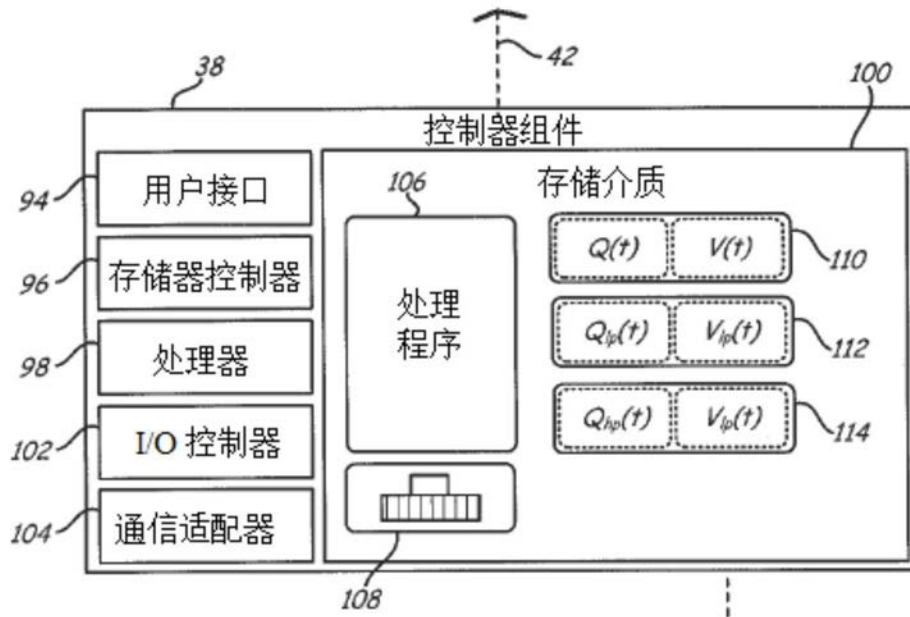 42
38
100
控制器组件
94
用户接口
存储介质
106
Q(t) V(t)
110
96
存储器控制器
处理
程序
Qlp(t) Vlp(t)
112
98
处理器
Qhp(t) Vlp(t)
114
102
I/O 控制器
104
通信适配器
108